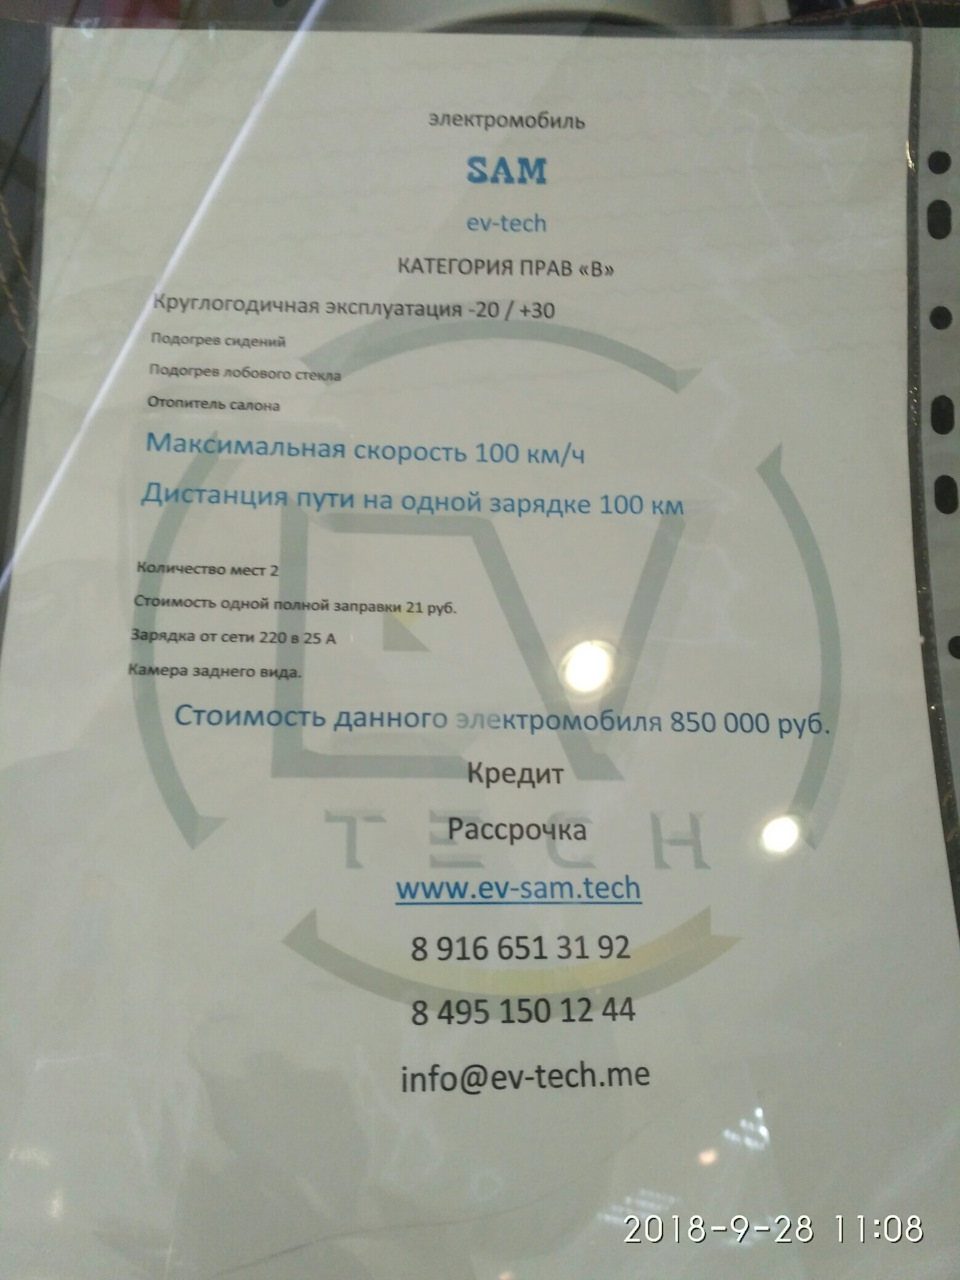 электромобиль
SAM
ev-tech
КАТЕГОРИЯ ПРАВ «В»
Круглогодичная эксплуатация -20 / +30
Подогрев сидений
Подогрев лобового стекла
Отопитель салона
Максимальная скорость 100 км/ч
Дистанция пути на одной зарядке 100 км
Количество мест 2
Стоимость одной полной заправки 21 руб.
Зарядка от сети 220 в 25 А
Камера заднего вида.
Стоимость данного электромобиля 850 000 руб.
Кредит
Рассрочка
EV
TECH
www.ev-sam.tech
8 916 651 31 92
8 495 150 12 44
info@ev-tech.me
2018-9-28 11:08